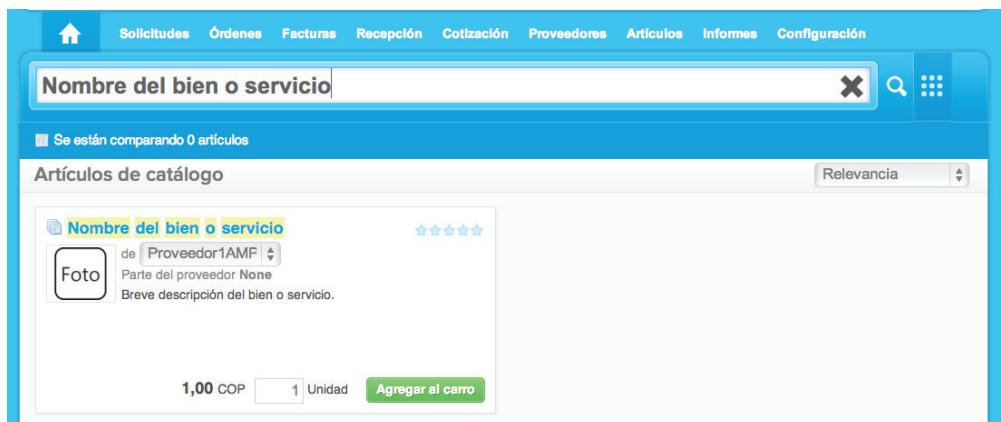 Solicitudes Órdenes Facturas Recepción Cotización Proveedores Artículos Informes Configuración
Nombre del bien o servicio
Se están comparando 0 artículos
Artículos de catálogo Relevancia
Nombre del bien o servicio
de Proveedor1AMP
Foto
Parte del proveedor None
Breve descripción del bien o servicio.
1,00 COP 1 Unidad Agregar al carro